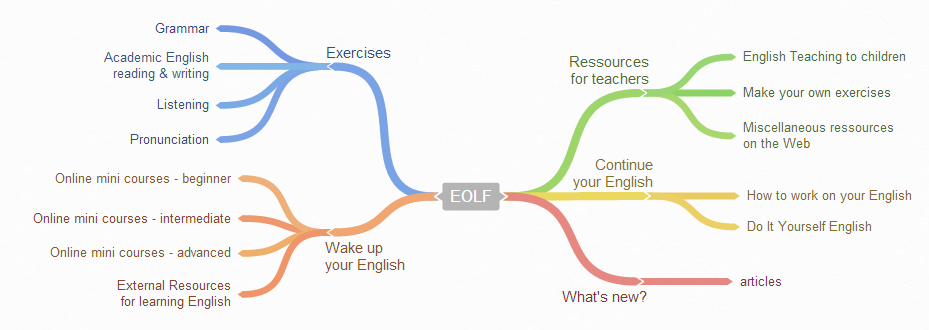 EOLF
Exercises
Grammar
Academic English
reading & writing
Listening
Pronunciation
Wake up
your English
Online mini courses - beginner
Online mini courses - intermediate
Online mini courses - advanced
External Resources
for learning English
Ressources
for teachers
English Teaching to children
Make your own exercises
Miscellaneous ressources
on the Web
Continue
your English
How to work on your English
Do It Yourself English
What's new?
articles